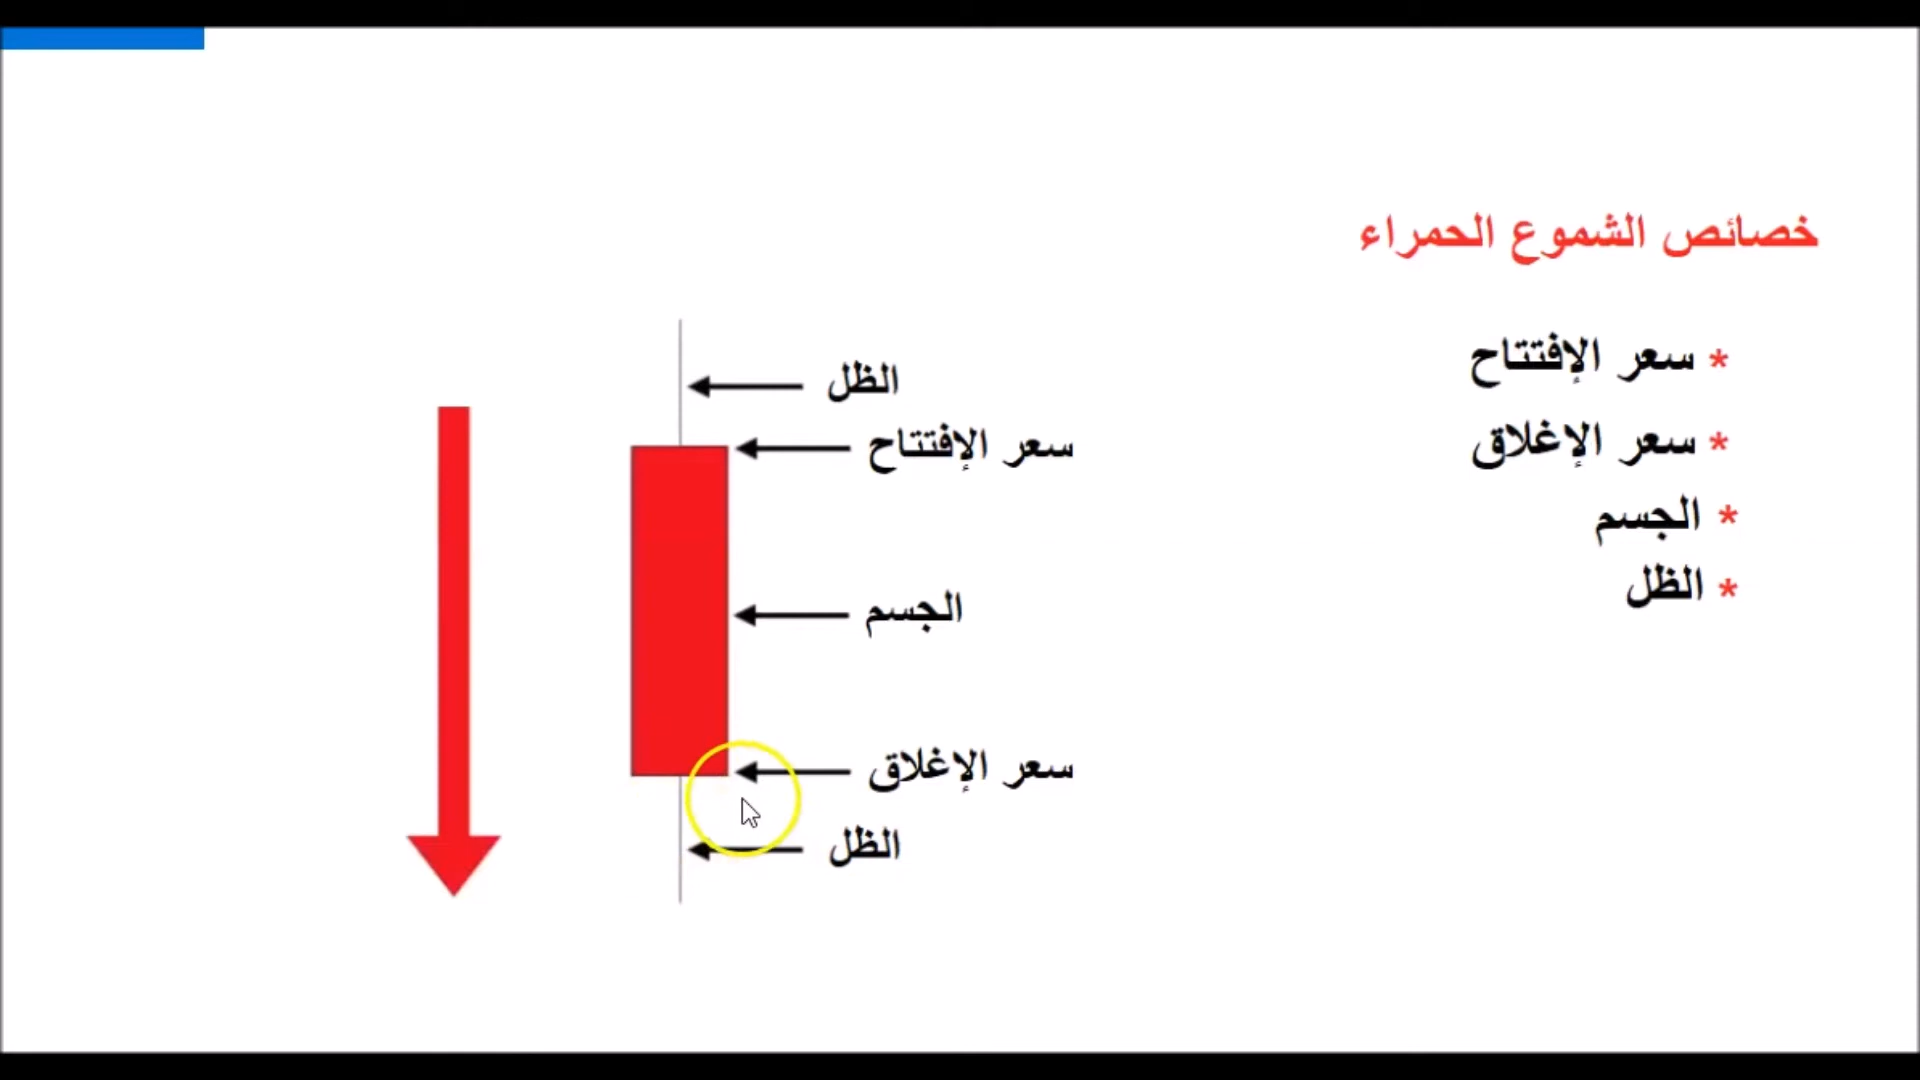 خصائص الشموع الحمراء
* سعر الإفتتاح
* سعر الإغلاق
* الجسم
* الظل
الظل
سعر الإفتتاح
الجسم
سعر الإغلاق
الظل